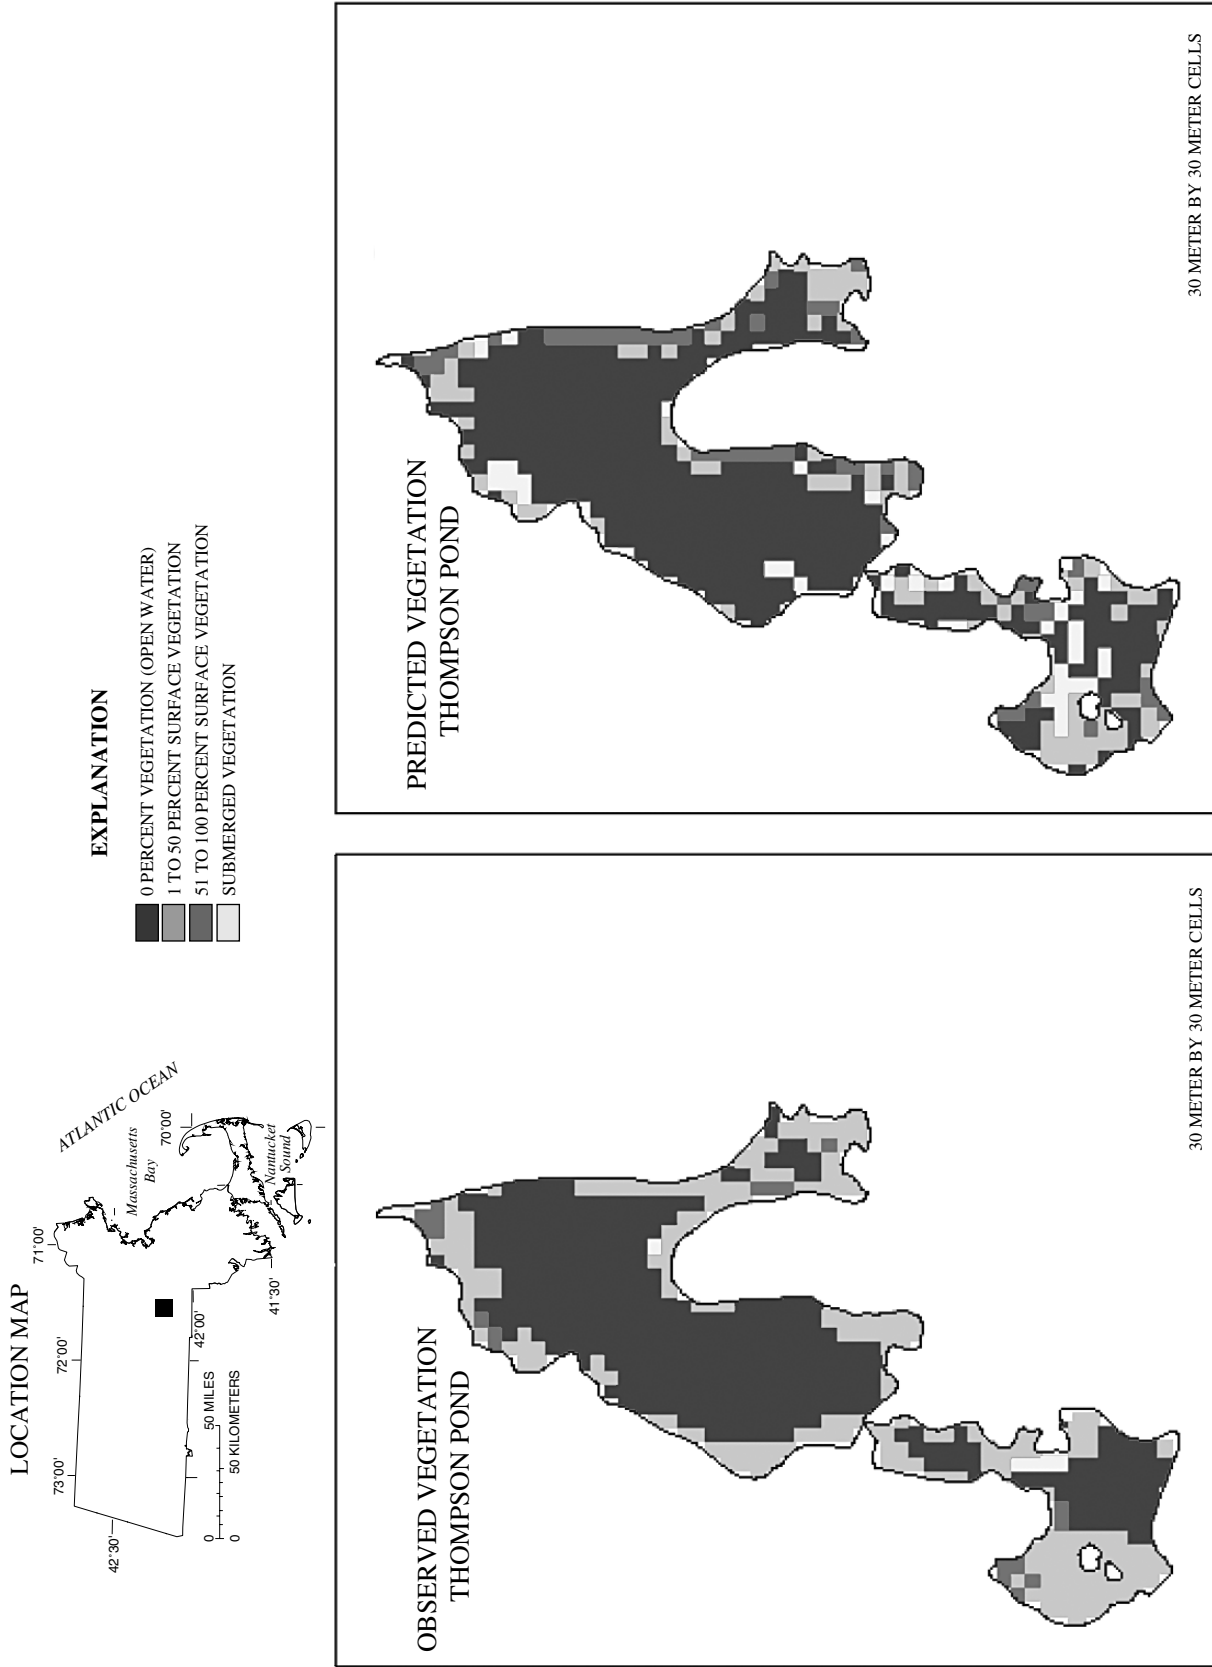 LOCATION MAP
73°00'
72°00'
71°00'
42°30'
ATLANTIC OCEAN
Massachusetts
Bay
70°00'
Nantucket
Sound
42°00'
41°30'
0 50 MILES
0 50 KILOMETERS
EXPLANATION
0 PERCENT VEGETATION (OPEN WATER)
1 TO 50 PERCENT SURFACE VEGETATION
51 TO 100 PERCENT SURFACE VEGETATION
SUBMERGED VEGETATION
OBSERVED VEGETATION
THOMPSON POND
30 METER BY 30 METER CELLS
PREDICTED VEGETATION
THOMPSON POND
30 METER BY 30 METER CELLS